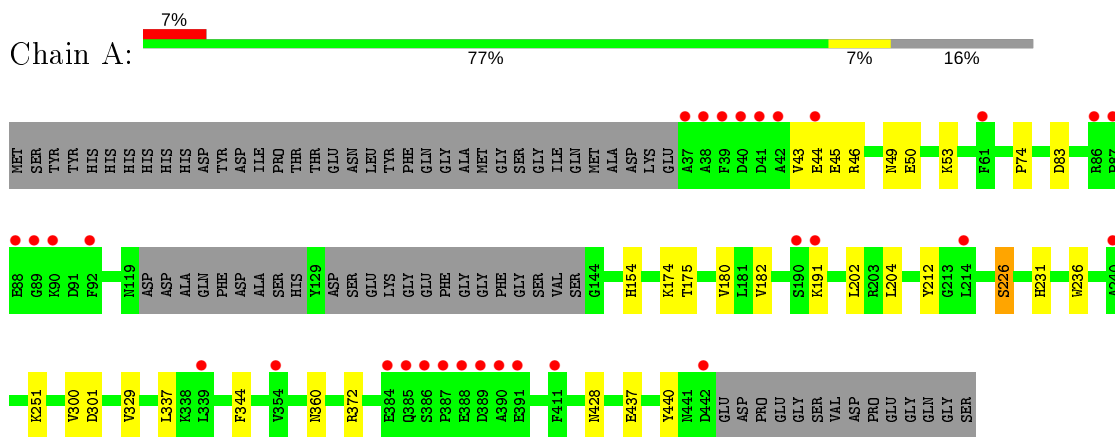 7%
Chain A:
77% 7% 16%
MET SER TYR TYR HIS HIS HIS HIS HIS HIS ASP TYR ASP ILE PRO THR THR GLU ASN LEU TYR PHE GLN GLY ALA MET GLY SER GLY ILE GLN MET ALA ASP LYS GLU A37 A38 F39 D40 D41 A42 V43 E44 E45 R46 N49 E50 K53 F61 P74 D83 R86
E88 G89 K90 D91 F92 N119 ASP ASP ALA GLN PHE ASP ALA SER HIS Y129 ASP SER GLU LYS GLY GLU PHE GLY GLY PHE GLY SER VAL SER G144 H154 K174 T175 V180 L181 V182 S190 K191 L202 R203 L204 Y212 G213 L214 S226 H231 W236
K251 V300 D301 V329 L337 K338 L339 F344 V354 N360 R372 E384 Q385 S386 P387 E388 D389 A390 E391 F411 N428 E437 Y440 N441 D442 GLU ASP PRO GLU GLY SER VAL ASP PRO GLU GLY GLN GLY SER